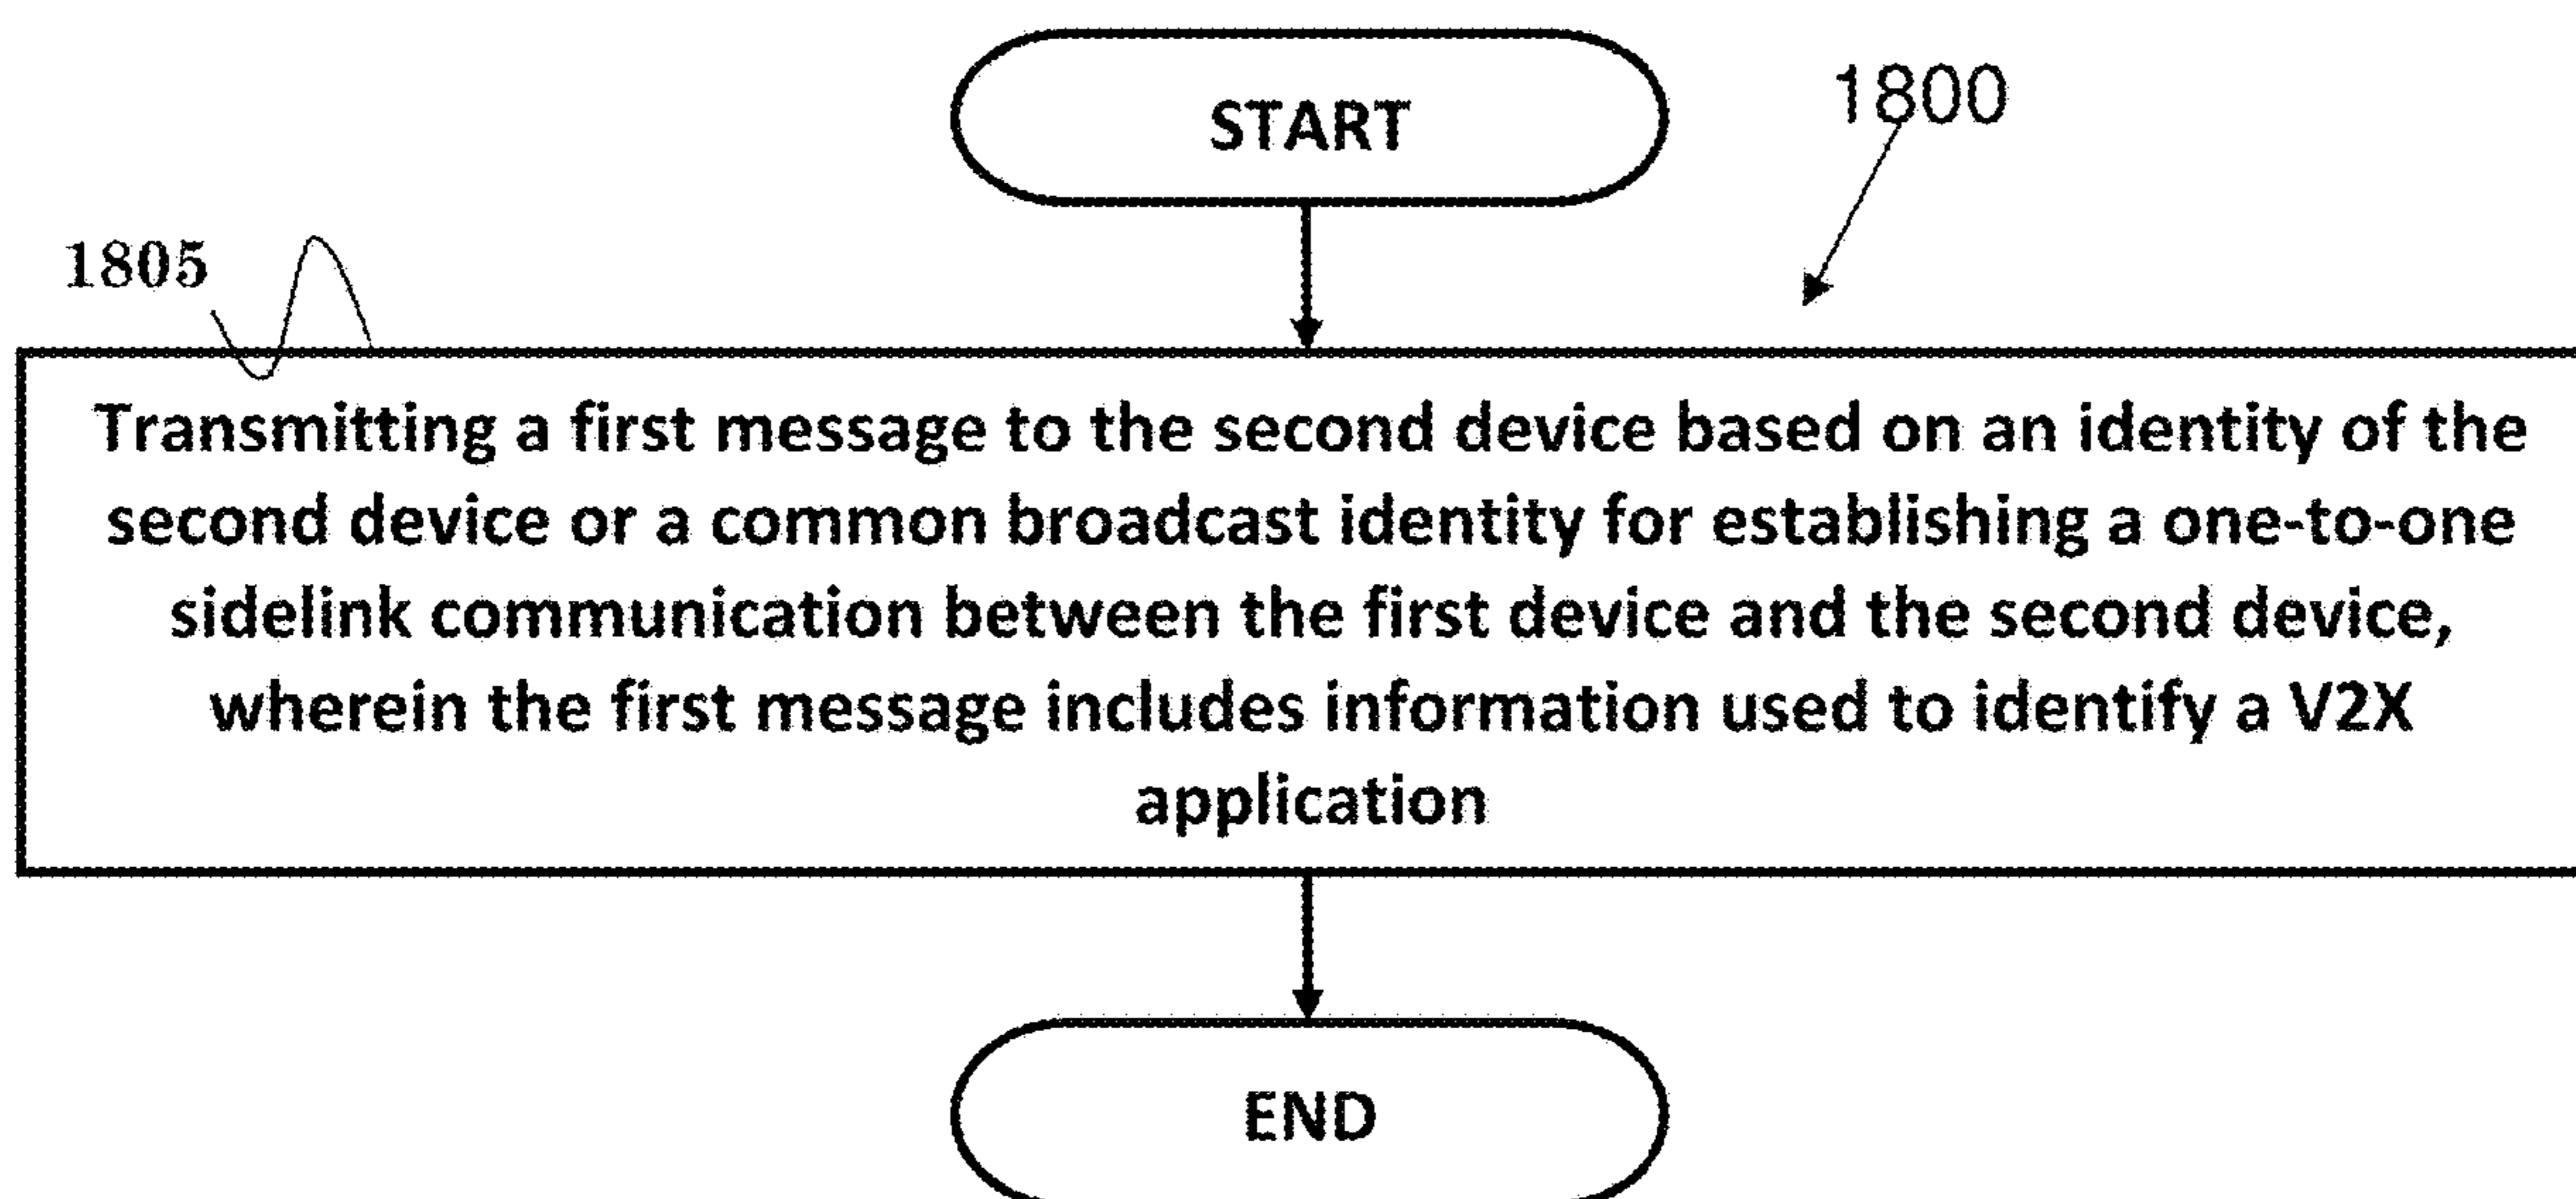 START
1800
1805
Transmitting a first message to the second device based on an identity of the
second device or a common broadcast identity for establishing a one-to-one
sidelink communication between the first device and the second device,
wherein the first message includes information used to identify a V2X
application
END